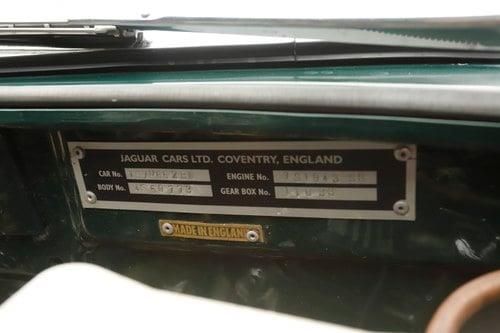 JAGUAR CARS LTD. COVENTRY, ENGLAND
CAR No. ENGINE No.
BODY No. GEAR BOX No.
MADE IN ENGLAND